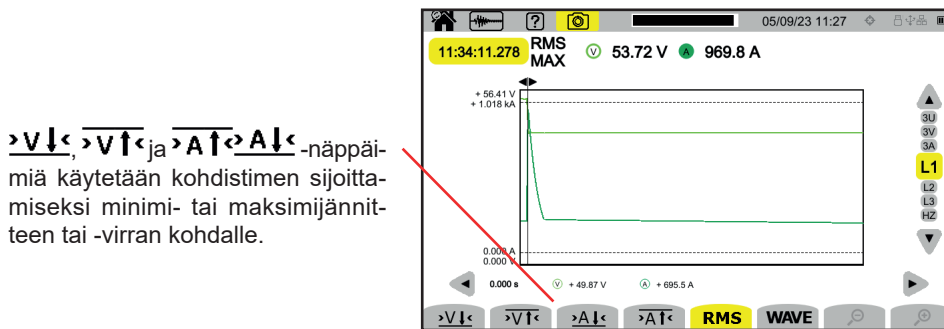 >V↓<, >V↑< ja >A↑<>A↓< -näppäi-
miä käytetään kohdistimen sijoitta-
miseksi minimi- tai maksimijännit-
teen tai -virran kohdalle.
? 05/09/23 11:27
11:34:11.278 RMS MAX V 53.72 V A 969.8 A
+ 56.41 V
+ 1.018 kA
3U
3V
3A
L1
L2
L3
HZ
0.000 A
0.000 V
0.000 s V + 49.87 V A + 695.5 A
>V↓< >V↑< >A↓< >A↑< RMS WAVE